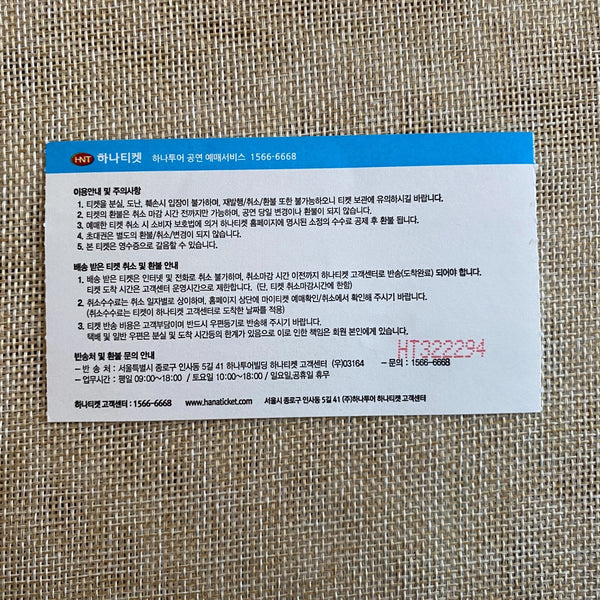 HNT 하나티켓 하나투어 공연 예매서비스 1566-6668
이용안내 및 주의사항
1. 티켓을 분실, 도난, 훼손시 입장이 불가하며, 재발행/취소/환불 또한 불가능하오니 티켓 보관에 유의하시길 바랍니다.
2. 티켓의 환불은 취소 마감 시간 전까지만 가능하며, 공연 당일 변경이나 환불이 되지 않습니다.
3. 예매한 티켓 취소 시 소비자 보호법에 의거 하나티켓 홈페이지에 명시된 소정의 수수료 공제 후 환불 됩니다.
4. 초대권은 별도의 환불/취소/변경이 되지 않습니다.
5. 본 티켓은 영수증으로 갈음할 수 있습니다.
배송 받은 티켓 취소 및 환불 안내
1. 배송 받은 티켓은 인터넷 및 전화로 취소 불가하며, 취소마감 시간 이전까지 하나티켓 고객센터로 반송(도착완료) 되어야 합니다.
티켓 도착 시간은 고객센터 운영시간으로 제한합니다. (단, 티켓 취소마감시간에 한함)
2. 취소수수료는 취소 일자별로 상이하며, 홈페이지 상단에 마이티켓 예매확인/취소에서 확인해 주시기 바랍니다.
(취소수수료는 티켓이 하나티켓 고객센터로 도착한 날짜를 적용)
3. 티켓 반송 비용은 고객부담이며 반드시 우편등기로 반송해 주시기 바랍니다.
택배 및 일반 우편은 분실 및 도착 시간등의 한계가 있음으로 이로 인한 책임은 회원 본인에게 있습니다.
반송처 및 환불 문의 안내
HT322294
- 반 송 처 : 서울특별시 종로구 인사동 5길 41 하나투어빌딩 하나티켓 고객센터 (우)03164 - 문의 : 1566-6668
- 업무시간 : 평일 09:00~18:00 / 토요일 10:00~18:00 / 일요일,공휴일 휴무
하나티켓 고객센터 : 1566-6668 www.hanaticket.com 서울시 종로구 인사동 5길 41 (주)하나투어 하나티켓 고객센터